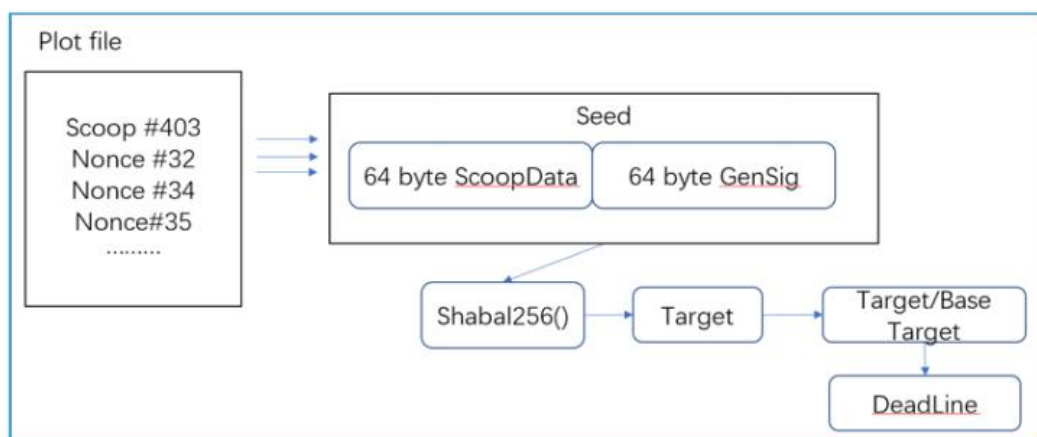 Plot file
Scoop #403
Nonce #32
Nonce #34
Nonce#35
.........
Seed
64 byte ScoopData
64 byte GenSig
Shabal256()
Target
Target/Base
Target
DeadLine